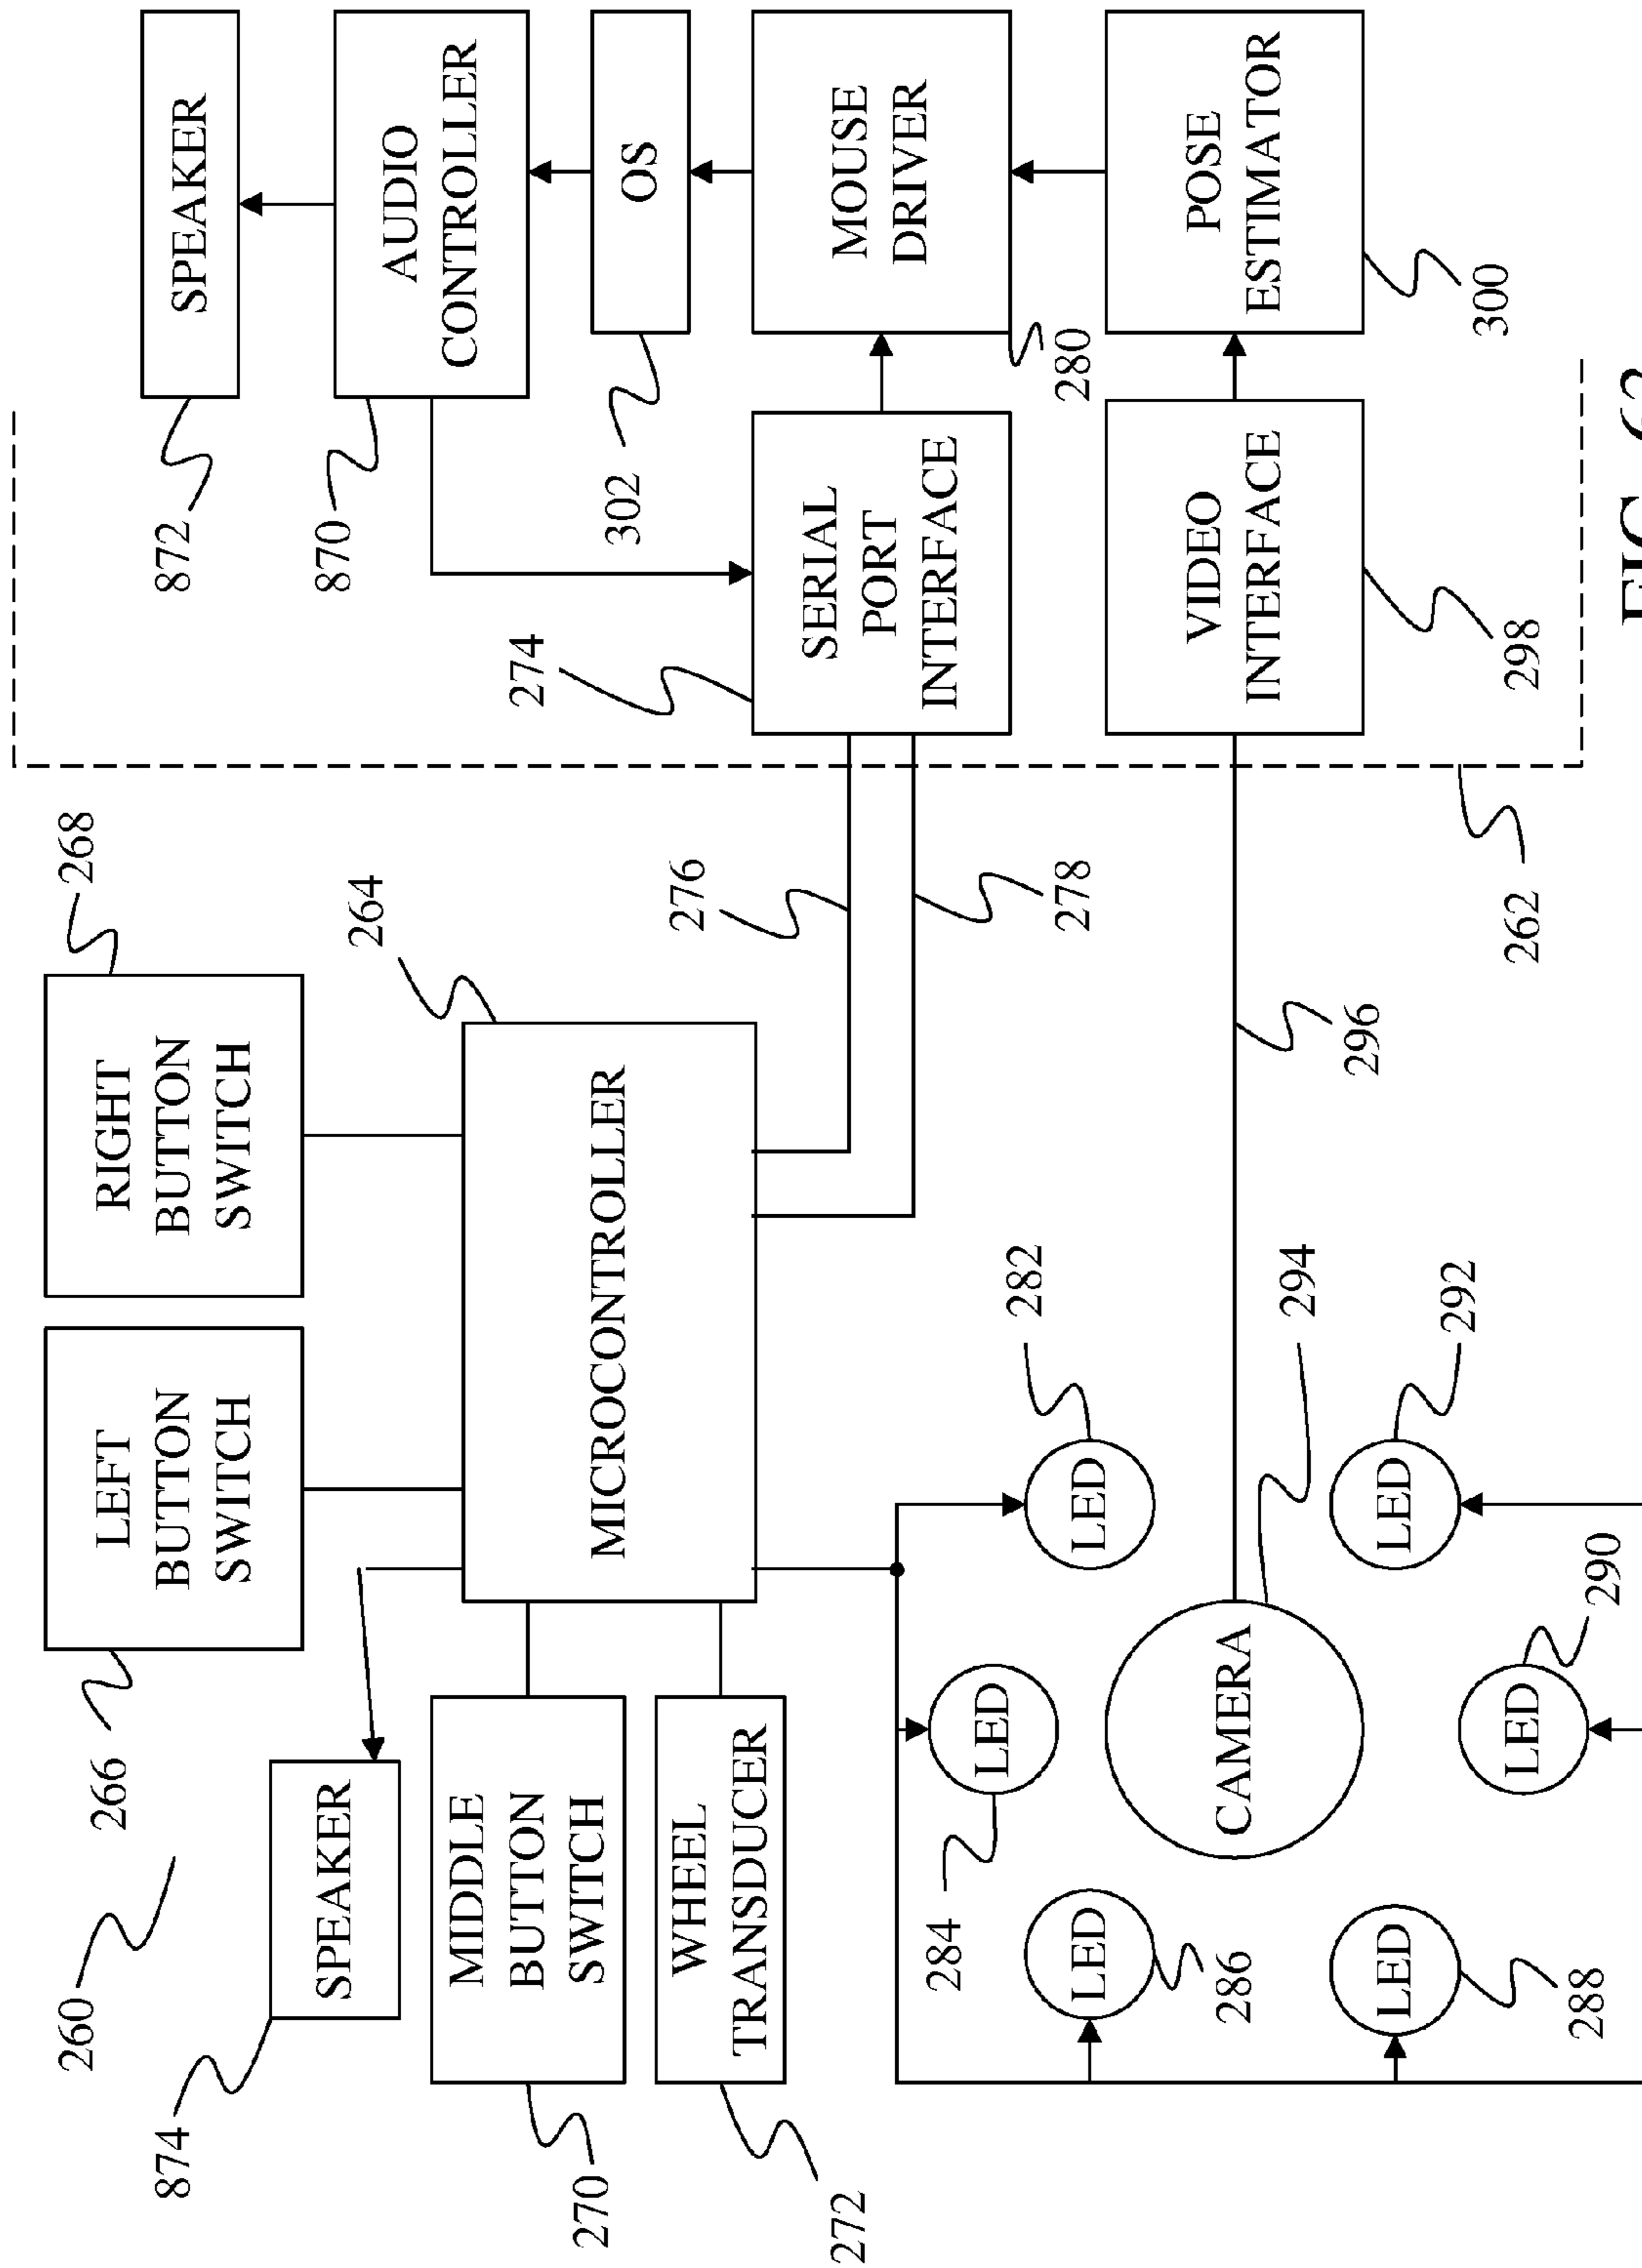 260
266
LEFT
BUTTON
SWITCH
RIGHT
BUTTON
SWITCH
268
872
SPEAKER
874
SPEAKER
264
870
AUDIO
CONTROLLER
270
MIDDLE
BUTTON
SWITCH
MICROCONTROLLER
302
OS
272
WHEEL
TRANSDUCER
276
274
SERIAL
PORT
INTERFACE
MOUSE
DRIVER
284
LED
282
278
280
286
LED
LED
CAMERA
294
296
VIDEO
INTERFACE
POSE
ESTIMATOR
288
LED
LED
292
262
298
300
LED
290
FIG.